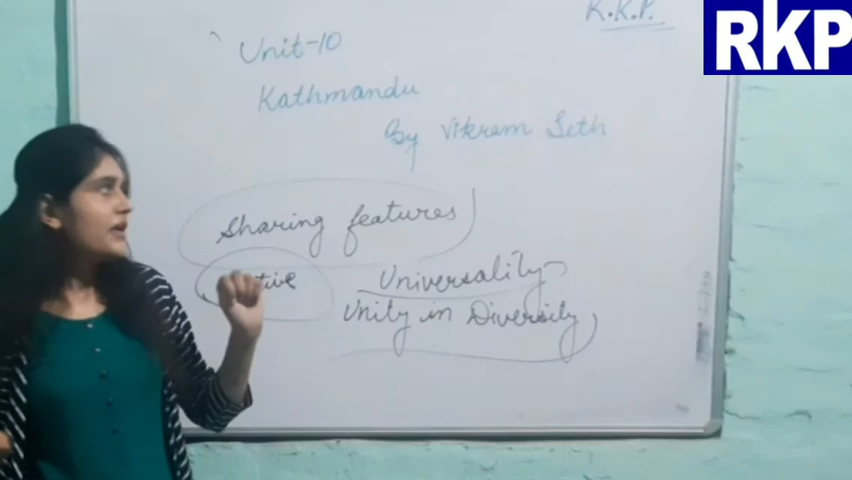 R.K.P.
RKP
Unit-10
Kathmandu
By Vikram Seth
Sharing features
Universality
Unity in Diversity